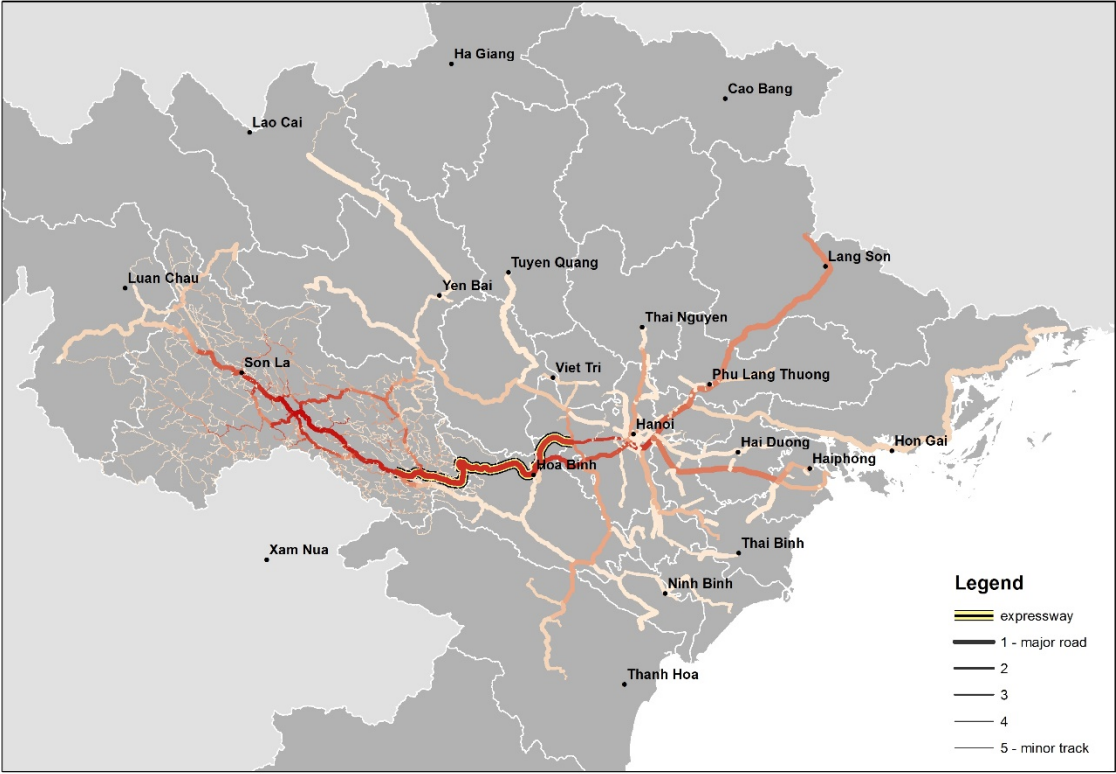 Ha Giang
Cao Bang
Lao Cai
Lang Son
Tuyen Quang
Luan Chau
Yen Bai
Thai Nguyen
Son La
Viet Tri
Phu Lang Thuong
Hanoi
Hai Duong
Hon Gai
Hoa Binh
Haiphong
Xam Nua
Thai Binh
Ninh Binh
Thanh Hoa
Legend
expressway
1 - major road
2
3
4
5 - minor track